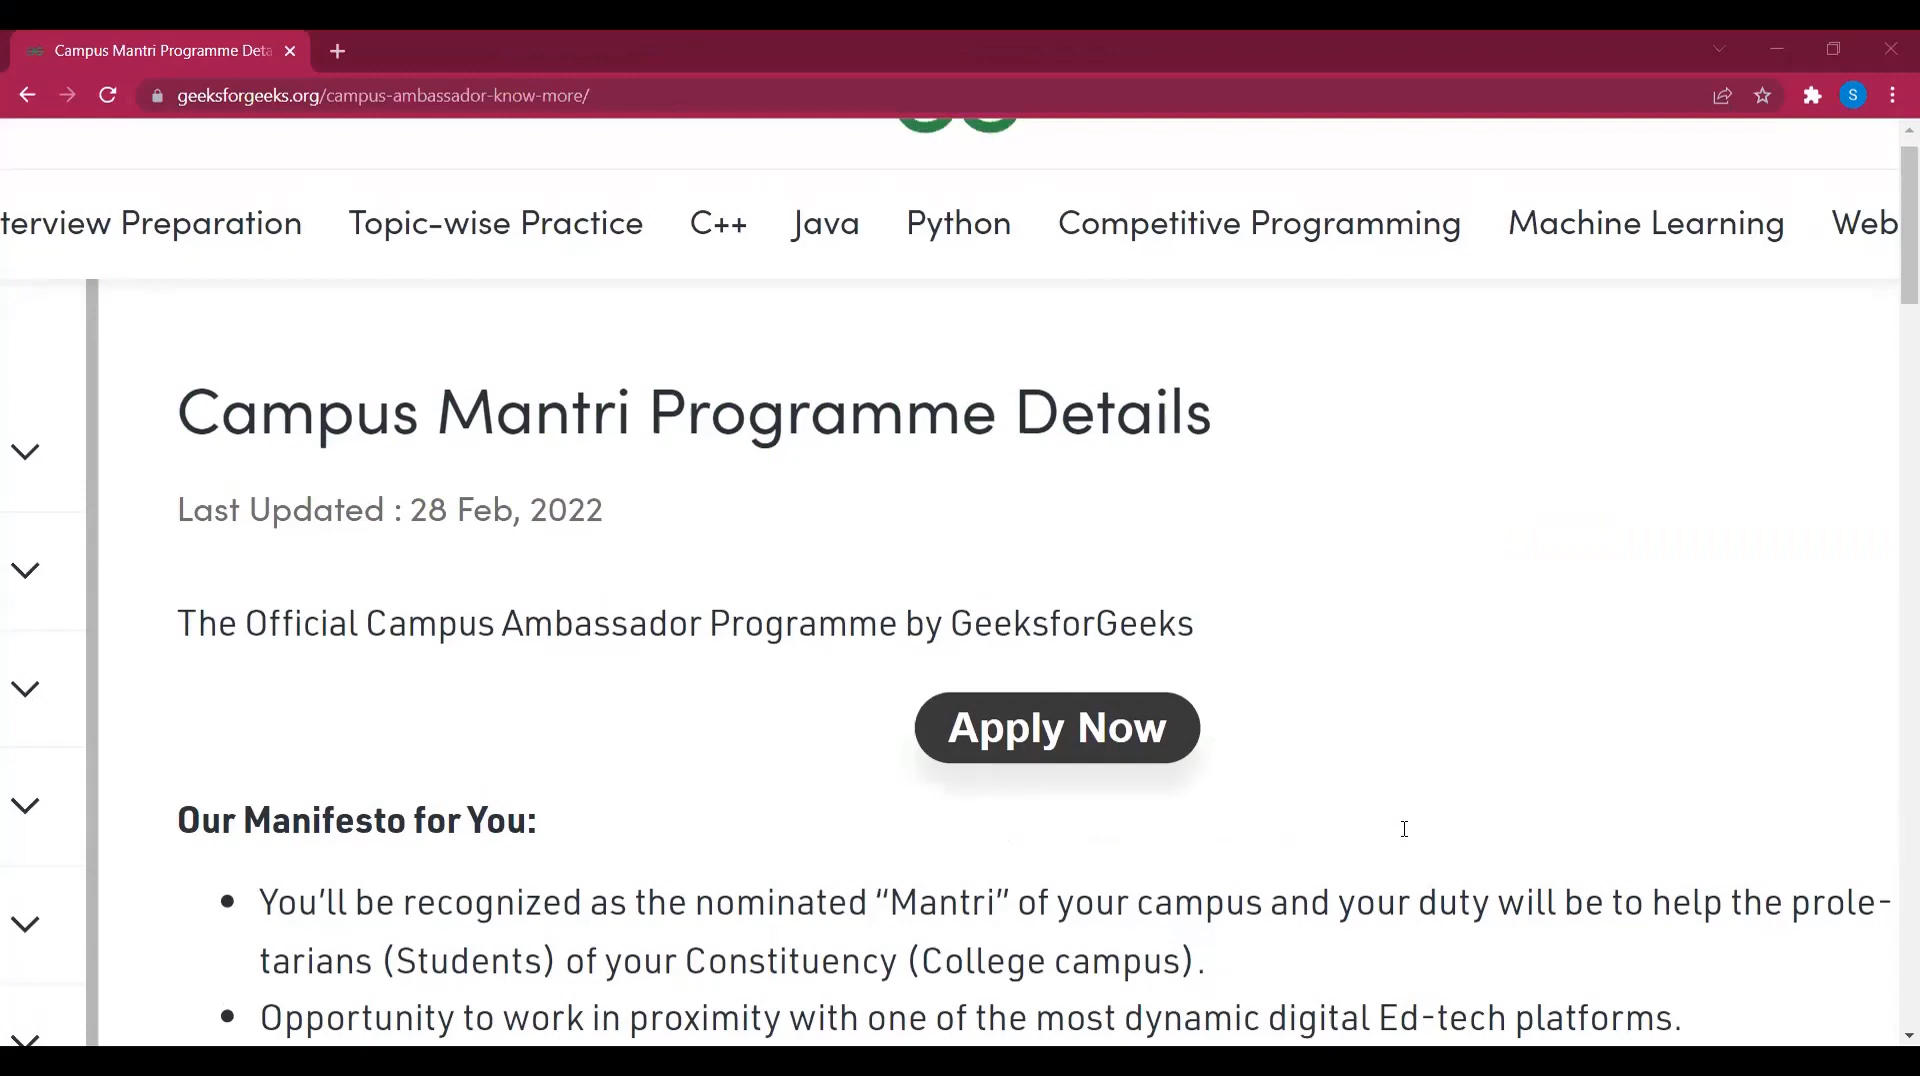 Campus Mantri Programme Deta
geeksforgeeks.org/campus-ambassador-know-more/
S
terview Preparation Topic-wise Practice C++ Java Python Competitive Programming Machine Learning Web
Campus Mantri Programme Details
Last Updated : 28 Feb, 2022
The Official Campus Ambassador Programme by GeeksforGeeks
Apply Now
Our Manifesto for You:
You’ll be recognized as the nominated “Mantri” of your campus and your duty will be to help the prole-
tarians (Students) of your Constituency (College campus).
Opportunity to work in proximity with one of the most dynamic digital Ed-tech platforms.